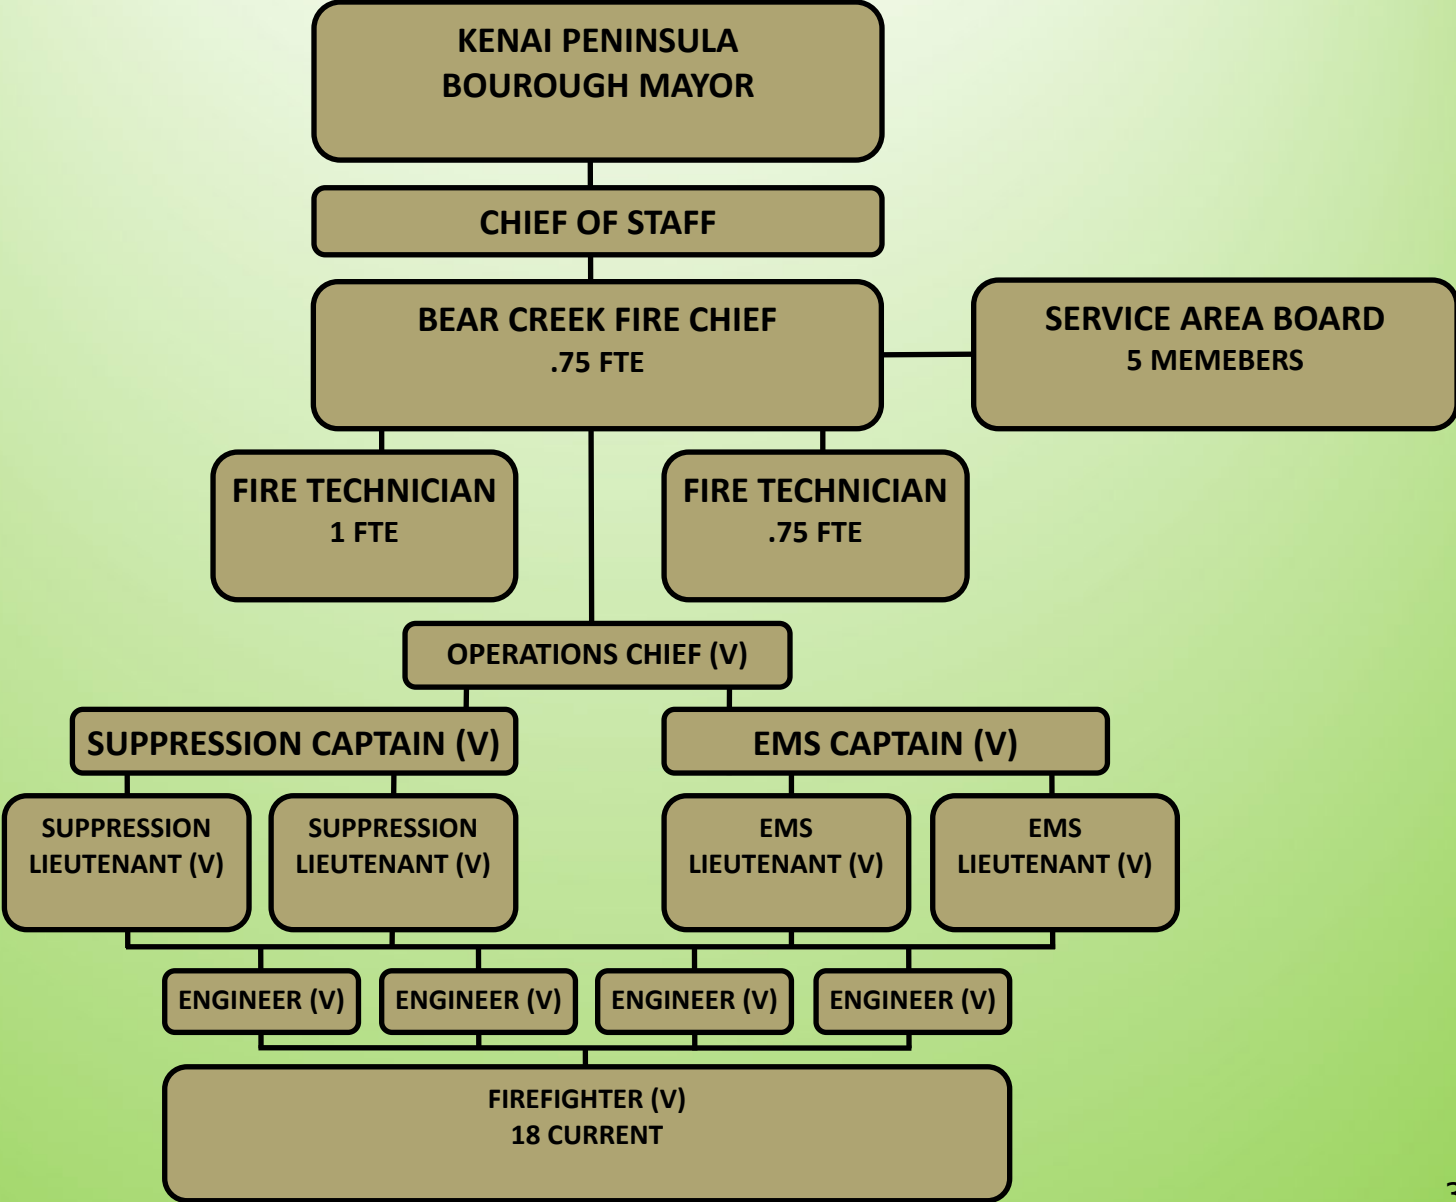 KENAI PENINSULA
BOUROUGH MAYOR
CHIEF OF STAFF
BEAR CREEK FIRE CHIEF
.75 FTE
SERVICE AREA BOARD
5 MEMEBERS
FIRE TECHNICIAN
1 FTE
FIRE TECHNICIAN
.75 FTE
OPERATIONS CHIEF (V)
SUPPRESSION CAPTAIN (V)
EMS CAPTAIN (V)
SUPPRESSION
LIEUTENANT (V)
SUPPRESSION
LIEUTENANT (V)
EMS
LIEUTENANT (V)
EMS
LIEUTENANT (V)
ENGINEER (V)
ENGINEER (V)
ENGINEER (V)
ENGINEER (V)
FIREFIGHTER (V)
18 CURRENT